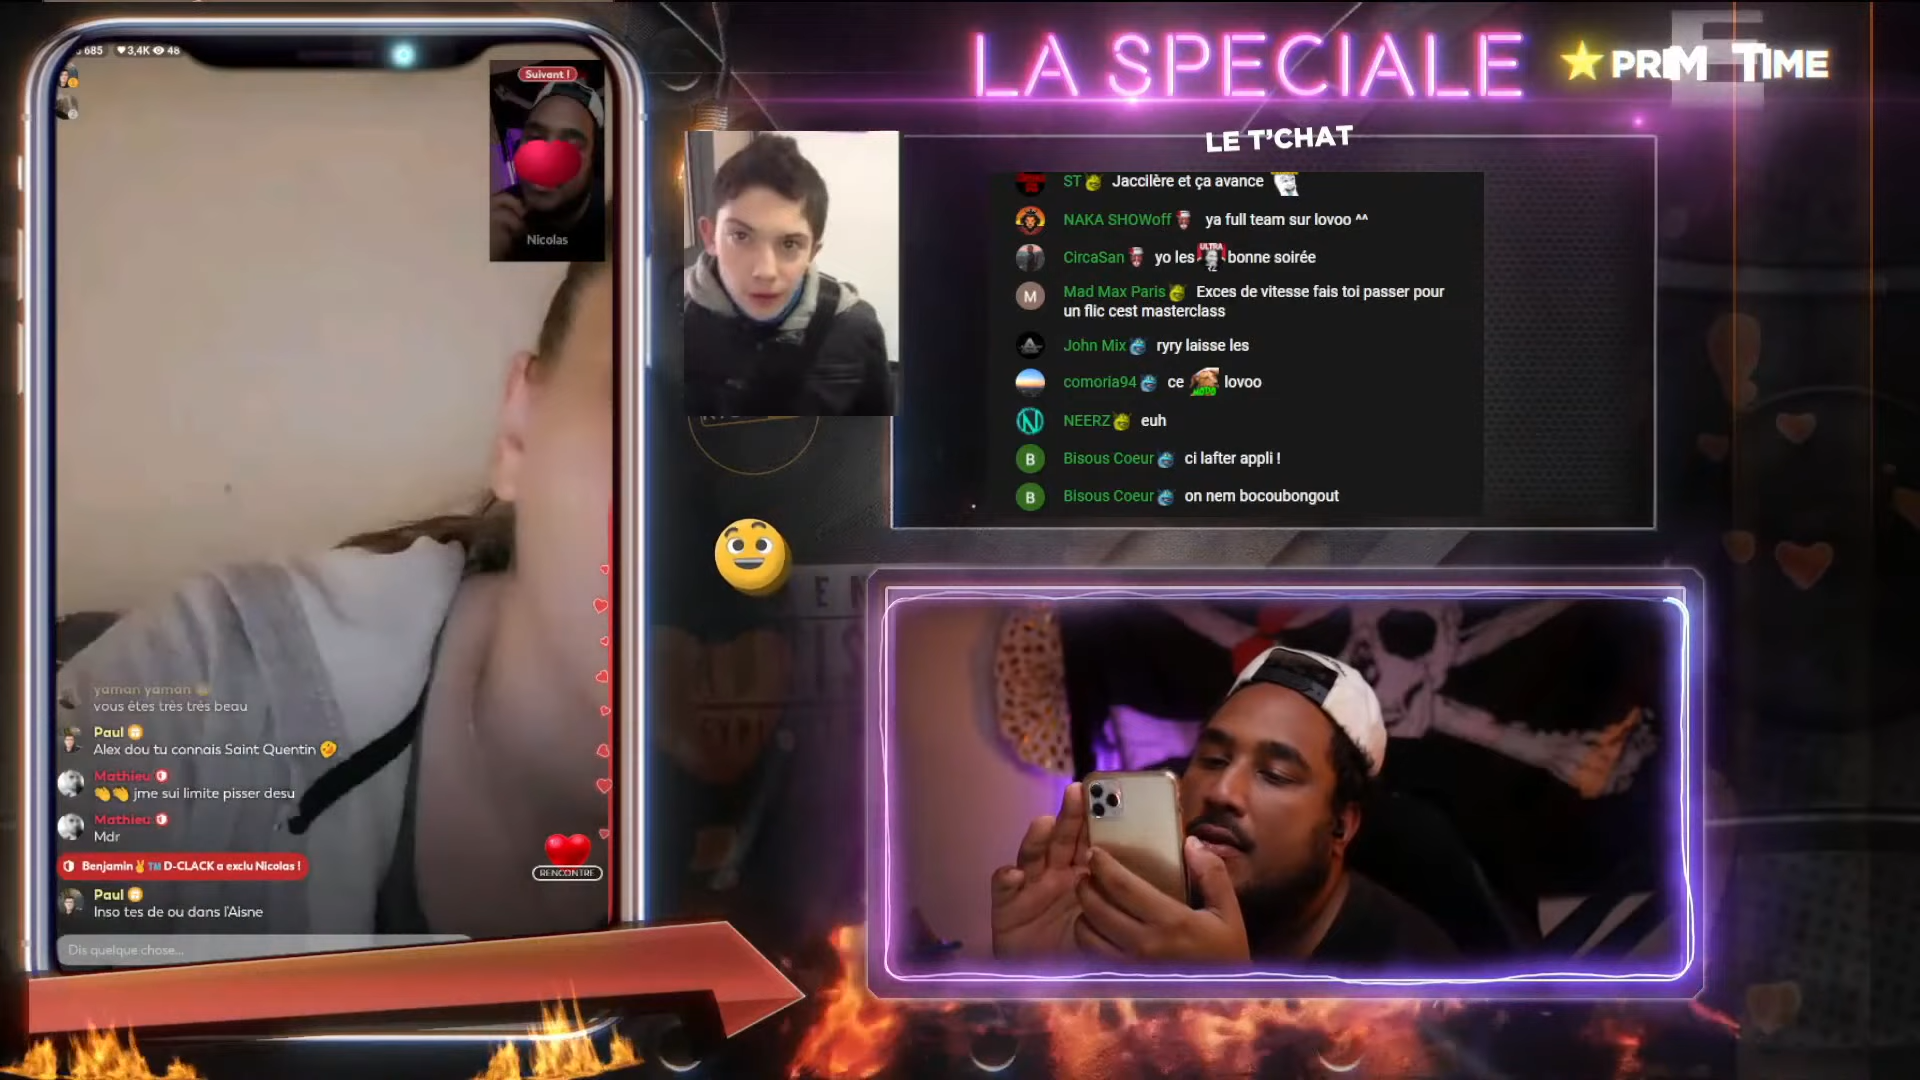 685 3,4K 48
Suivant !
Nicolas
yaman yaman
vous êtes très très beau
Paul
Alex dou tu connais Saint Quentin
Mathieu
jme sui limite pisser desu
Mathieu
Mdr
Benjamin ™ D-CLACK a exclu Nicolas !
Paul
Inso tes de ou dans l'Aisne
Dis quelque chose...
RENCONTRE
LA SPECIALE
PRIM TIME
LE T'CHAT
ST Jaccilère et ça avance
NAKA SHOWoff ya full team sur lovoo ^^
CircaSan yo les ULTRA bonne soirée
Mad Max Paris Exces de vitesse fais toi passer pour
un flic cest masterclass
John Mix ryry laisse les
comoria94 ce lovoo
NEERZ euh
Bisous Coeur ci lafter appli !
Bisous Coeur on nem bocoubongout